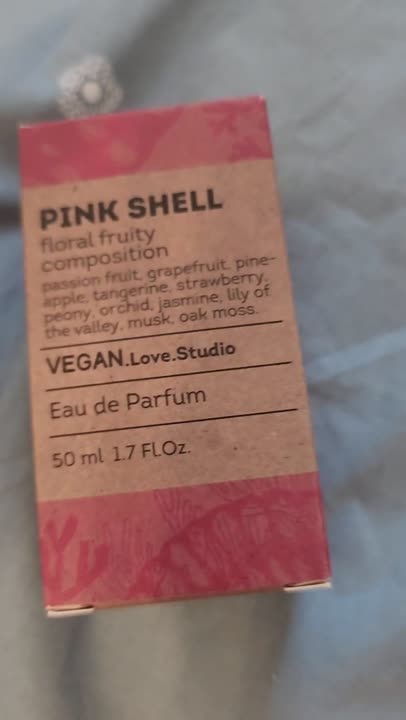 PINK SHELL
floral fruity
composition
passion fruit, grapefruit, pine-
apple, tangerine, strawberry,
peony, orchid, jasmine, lily of
the valley, musk, oak moss.
VEGAN.Love.Studio
Eau de Parfum
50 ml 1.7 Fl.Oz.